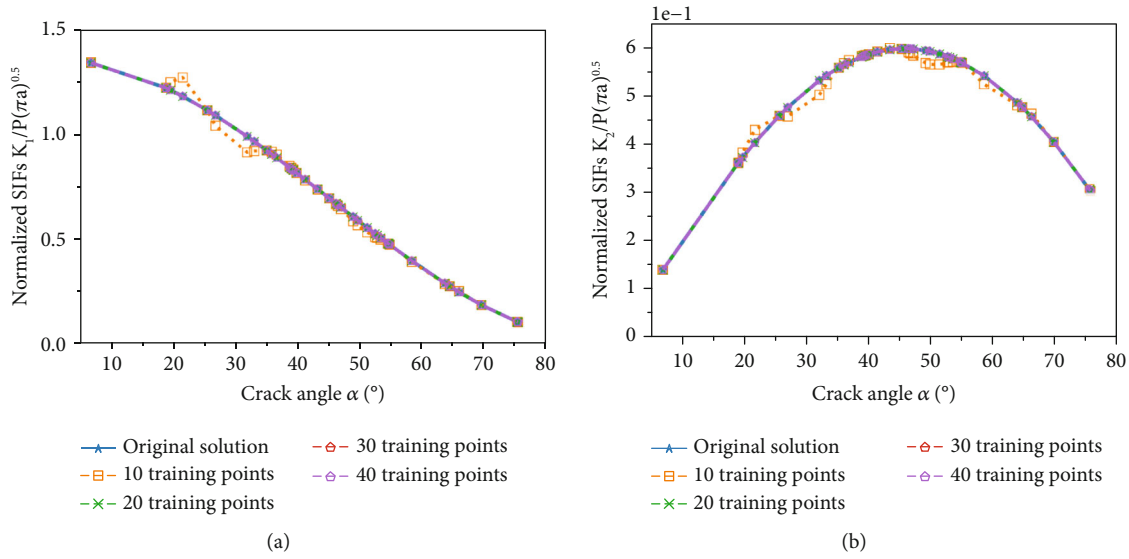 1.5
1.0
0.5
0.0
Normalized SIFs K₁/P(πa)⁰·⁵
10 20 30 40 50 60 70 80
Crack angle α (°)
Original solution
10 training points
20 training points
30 training points
40 training points
(a)
1e−1
6
5
4
3
2
1
0
Normalized SIFs K₂/P(πa)⁰·⁵
10 20 30 40 50 60 70 80
Crack angle α (°)
Original solution
10 training points
20 training points
30 training points
40 training points
(b)